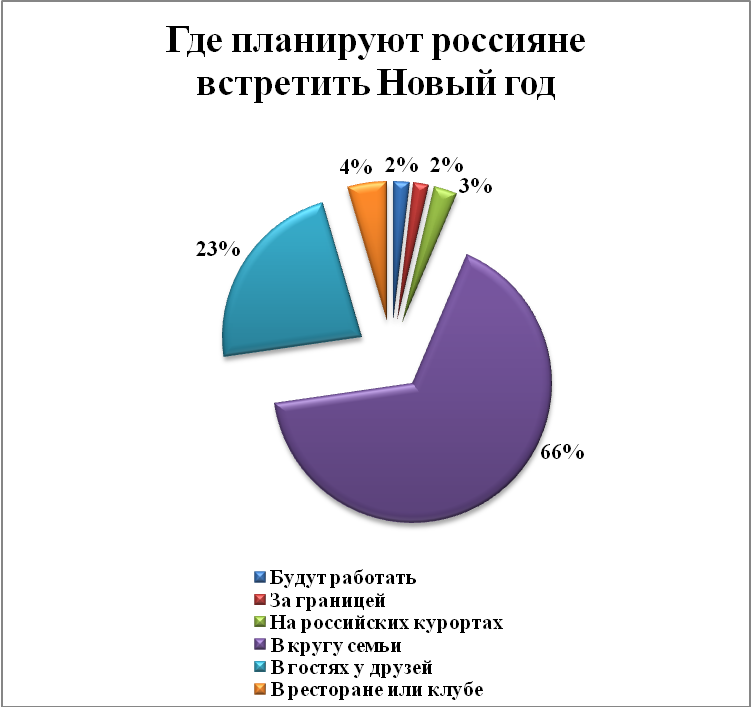 Где планируют россияне
встретить Новый год
4% 2% 2%
3%
23%
66%
Будут работать
За границей
На российских курортах
В кругу семьи
В гостях у друзей
В ресторане или клубе